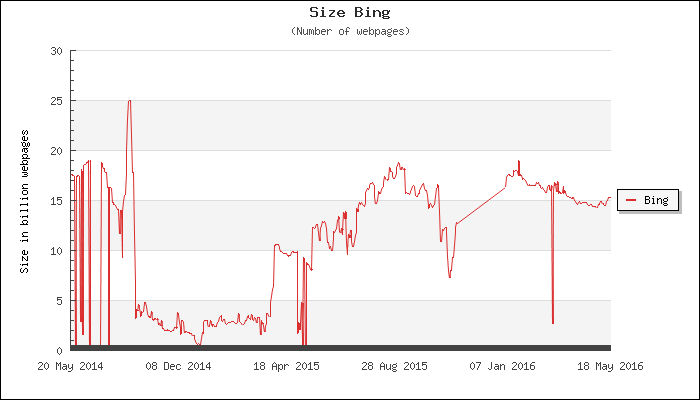 Size Bing
(Number of webpages)
30
25
20
15
10
5
0
Size in billion webpages
Bing
20 May 2014
08 Dec 2014
18 Apr 2015
28 Aug 2015
07 Jan 2016
18 May 2016